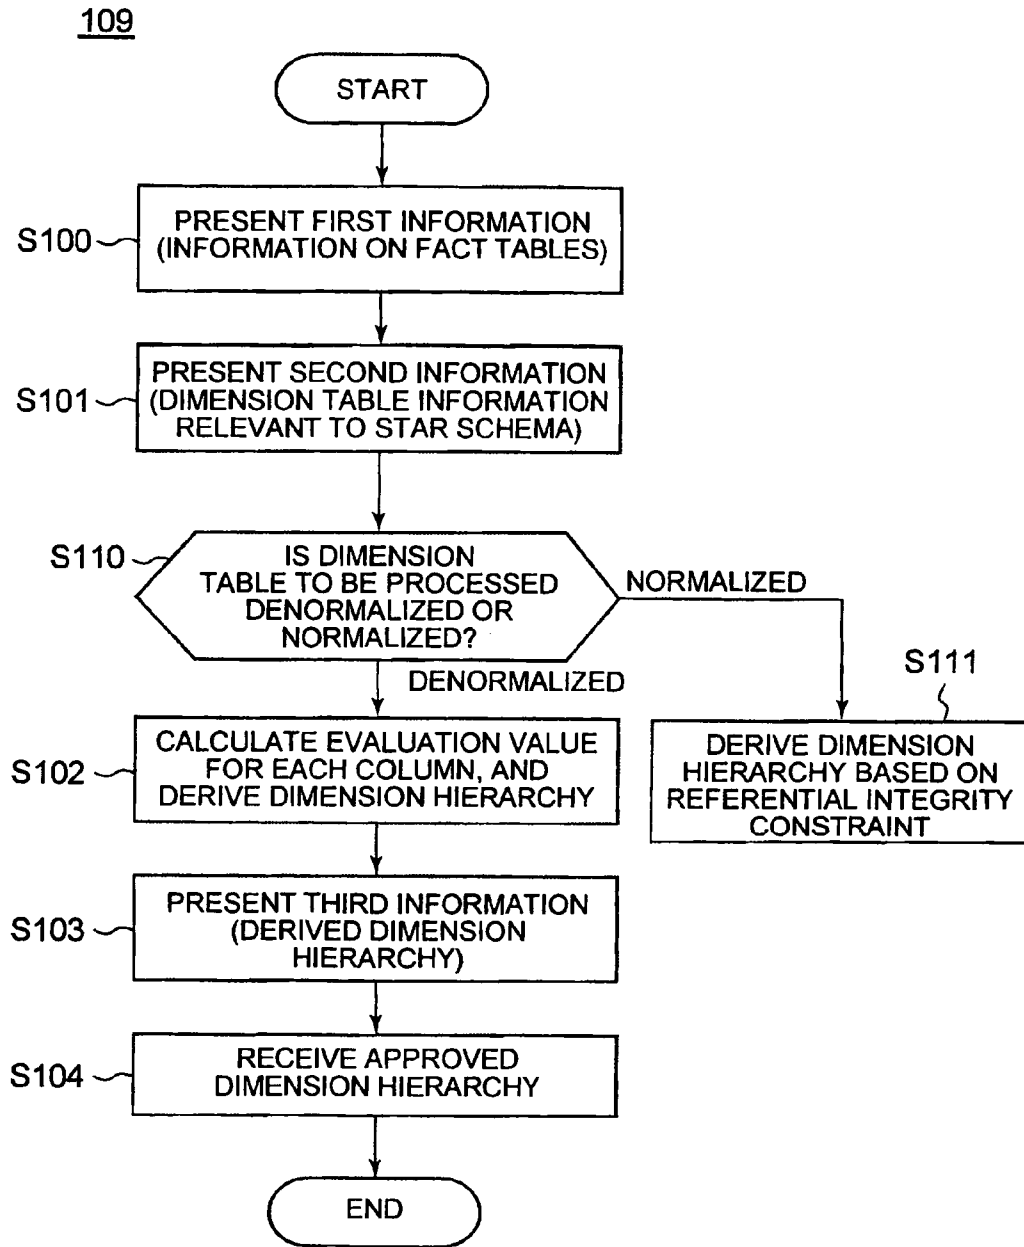 109
START
S100
PRESENT FIRST INFORMATION
(INFORMATION ON FACT TABLES)
S101
PRESENT SECOND INFORMATION
(DIMENSION TABLE INFORMATION
RELEVANT TO STAR SCHEMA)
S110
IS DIMENSION
TABLE TO BE PROCESSED
DENORMALIZED OR
NORMALIZED?
NORMALIZED
DENORMALIZED
S111
DERIVE DIMENSION
HIERARCHY BASED ON
REFERENTIAL INTEGRITY
CONSTRAINT
S102
CALCULATE EVALUATION VALUE
FOR EACH COLUMN, AND
DERIVE DIMENSION HIERARCHY
S103
PRESENT THIRD INFORMATION
(DERIVED DIMENSION
HIERARCHY)
S104
RECEIVE APPROVED
DIMENSION HIERARCHY
END